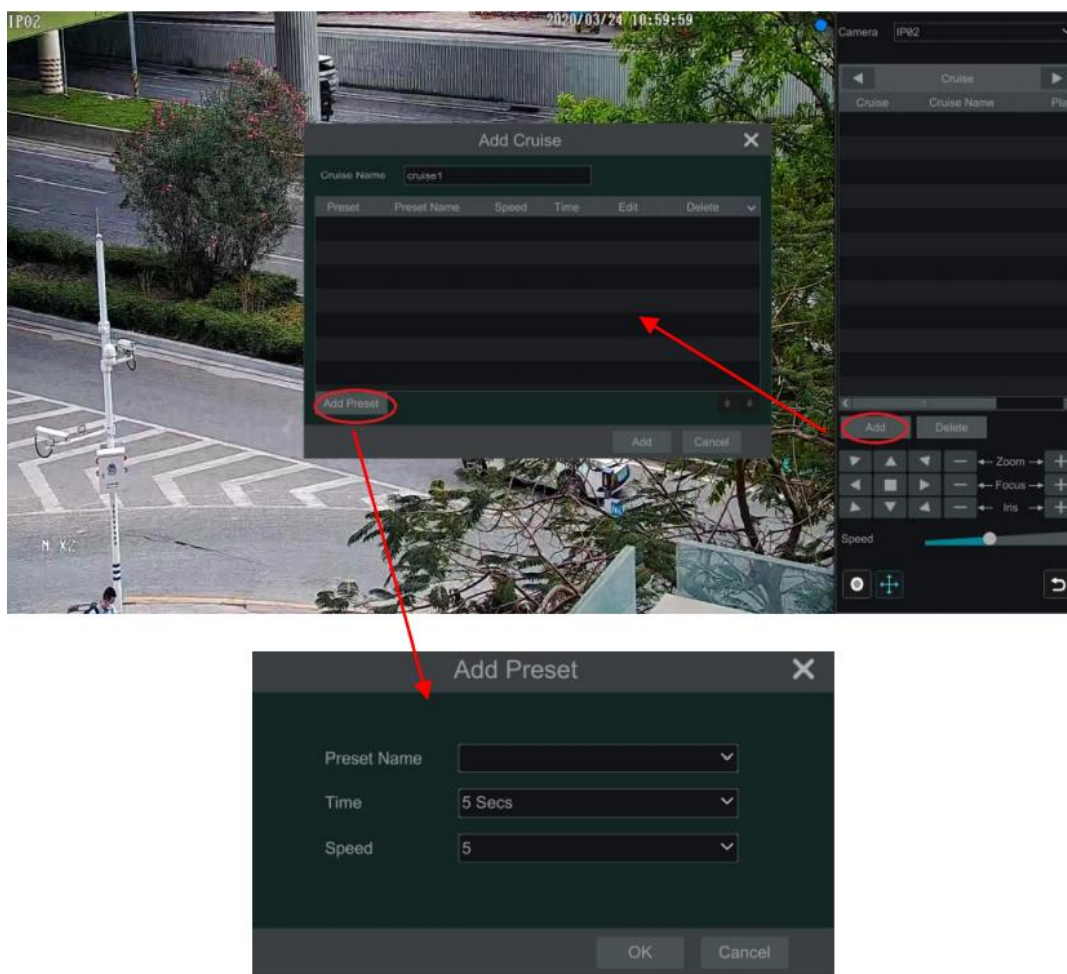 IP02
2020/03/24 10:59:59
Camera IP02
Cruise
Cruise Cruise Name Pla
Add Cruise
Cruise Name cruise1
Preset Preset Name Speed Time Edit Delete
Add Preset
Add Cancel
Add Delete
Zoom
Focus
Iris
Speed
Add Preset
Preset Name
Time 5 Secs
Speed 5
OK Cancel